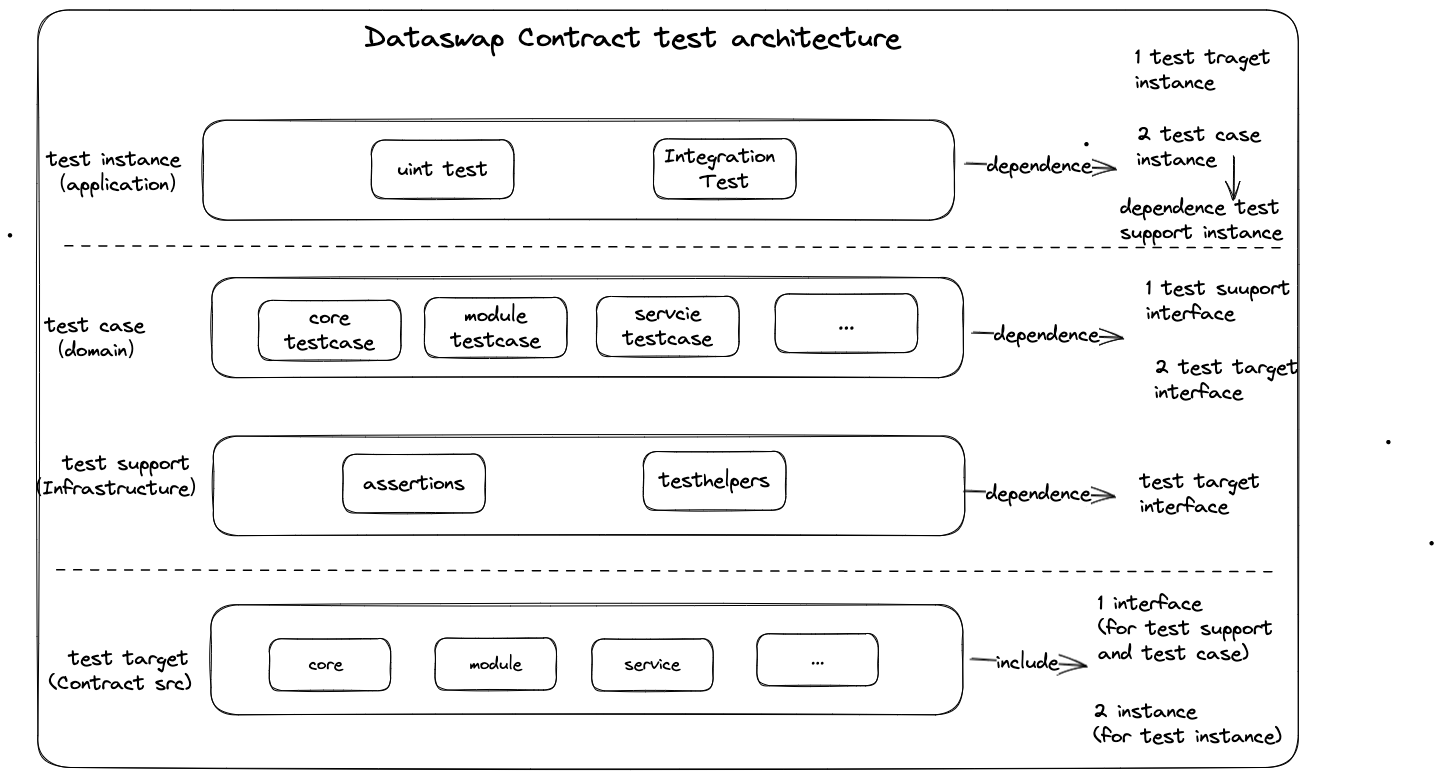 Dataswap Contract test architecture
1 test traget
instance
test instance
(application)
uint test
Integration
Test
dependence
2 test case
instance
dependence test
support instance
test case
(domain)
core
testcase
module
testcase
servcie
testcase
...
dependence
1 test suuport
interface
2 test target
interface
test support
(Infrastructure)
assertions
testhelpers
dependence
test target
interface
test target
(Contract src)
core
module
service
...
include
1 interface
(for test support
and test case)
2 instance
(for test instance)